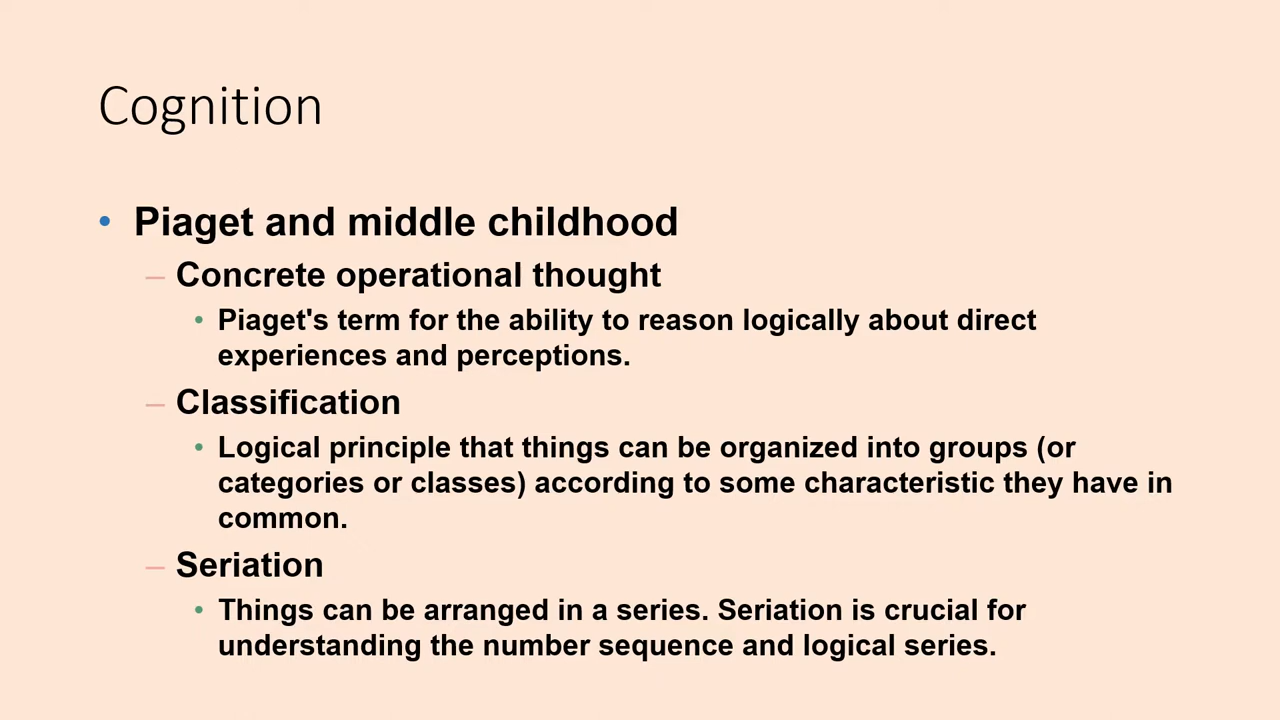 Cognition
• Piaget and middle childhood
– Concrete operational thought
• Piaget's term for the ability to reason logically about direct
experiences and perceptions.
– Classification
• Logical principle that things can be organized into groups (or
categories or classes) according to some characteristic they have in
common.
– Seriation
• Things can be arranged in a series. Seriation is crucial for
understanding the number sequence and logical series.